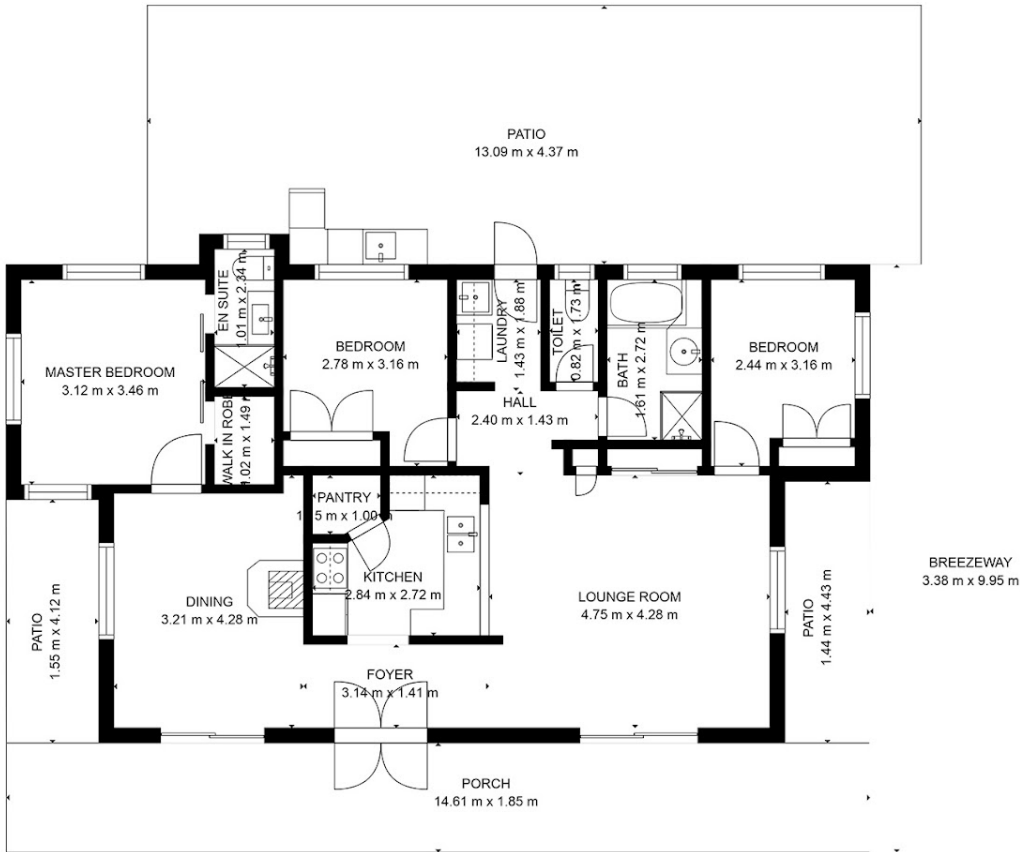 PATIO
13.09 m x 4.37 m
EN SUITE
1.01 m x 2.34 m
MASTER BEDROOM
3.12 m x 3.46 m
BEDROOM
2.78 m x 3.16 m
LAUNDRY
1.43 m x 1.88 m
TOILET
0.82 m x 1.73 m
BATH
1.61 m x 2.72 m
BEDROOM
2.44 m x 3.16 m
HALL
2.40 m x 1.43 m
WALK IN ROBE
1.02 m x 1.49 m
PANTRY
m x 1.00
KITCHEN
2.84 m x 2.72 m
DINING
3.21 m x 4.28 m
LOUNGE ROOM
4.75 m x 4.28 m
PATIO
1.55 m x 4.12 m
PATIO
1.44 m x 4.43 m
BREEZEWAY
3.38 m x 9.95 m
FOYER
3.14 m x 1.41 m
PORCH
14.61 m x 1.85 m